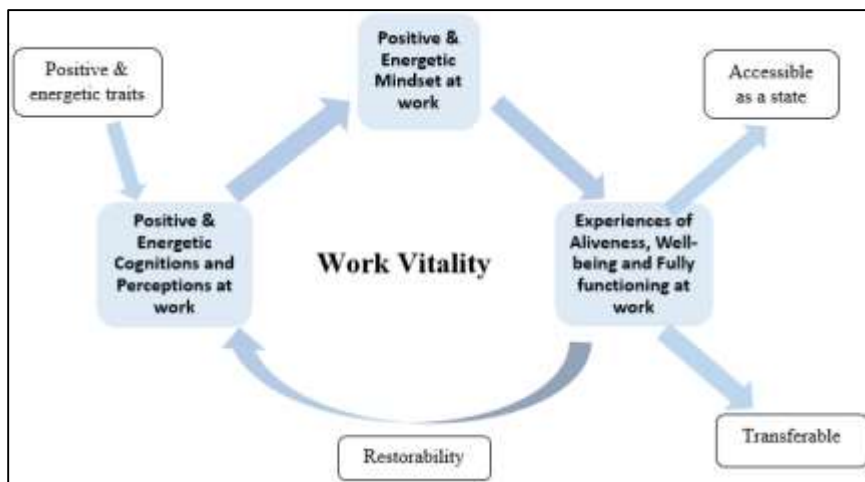 Positive &
Energetic
Mindset at
work
Positive &
energetic traits
Accessible
as a state
Positive &
Energetic
Cognitions and
Perceptions at
work
Work Vitality
Experiences of
Aliveness, Well-
being and Fully
functioning at
work
Restorability
Transferable